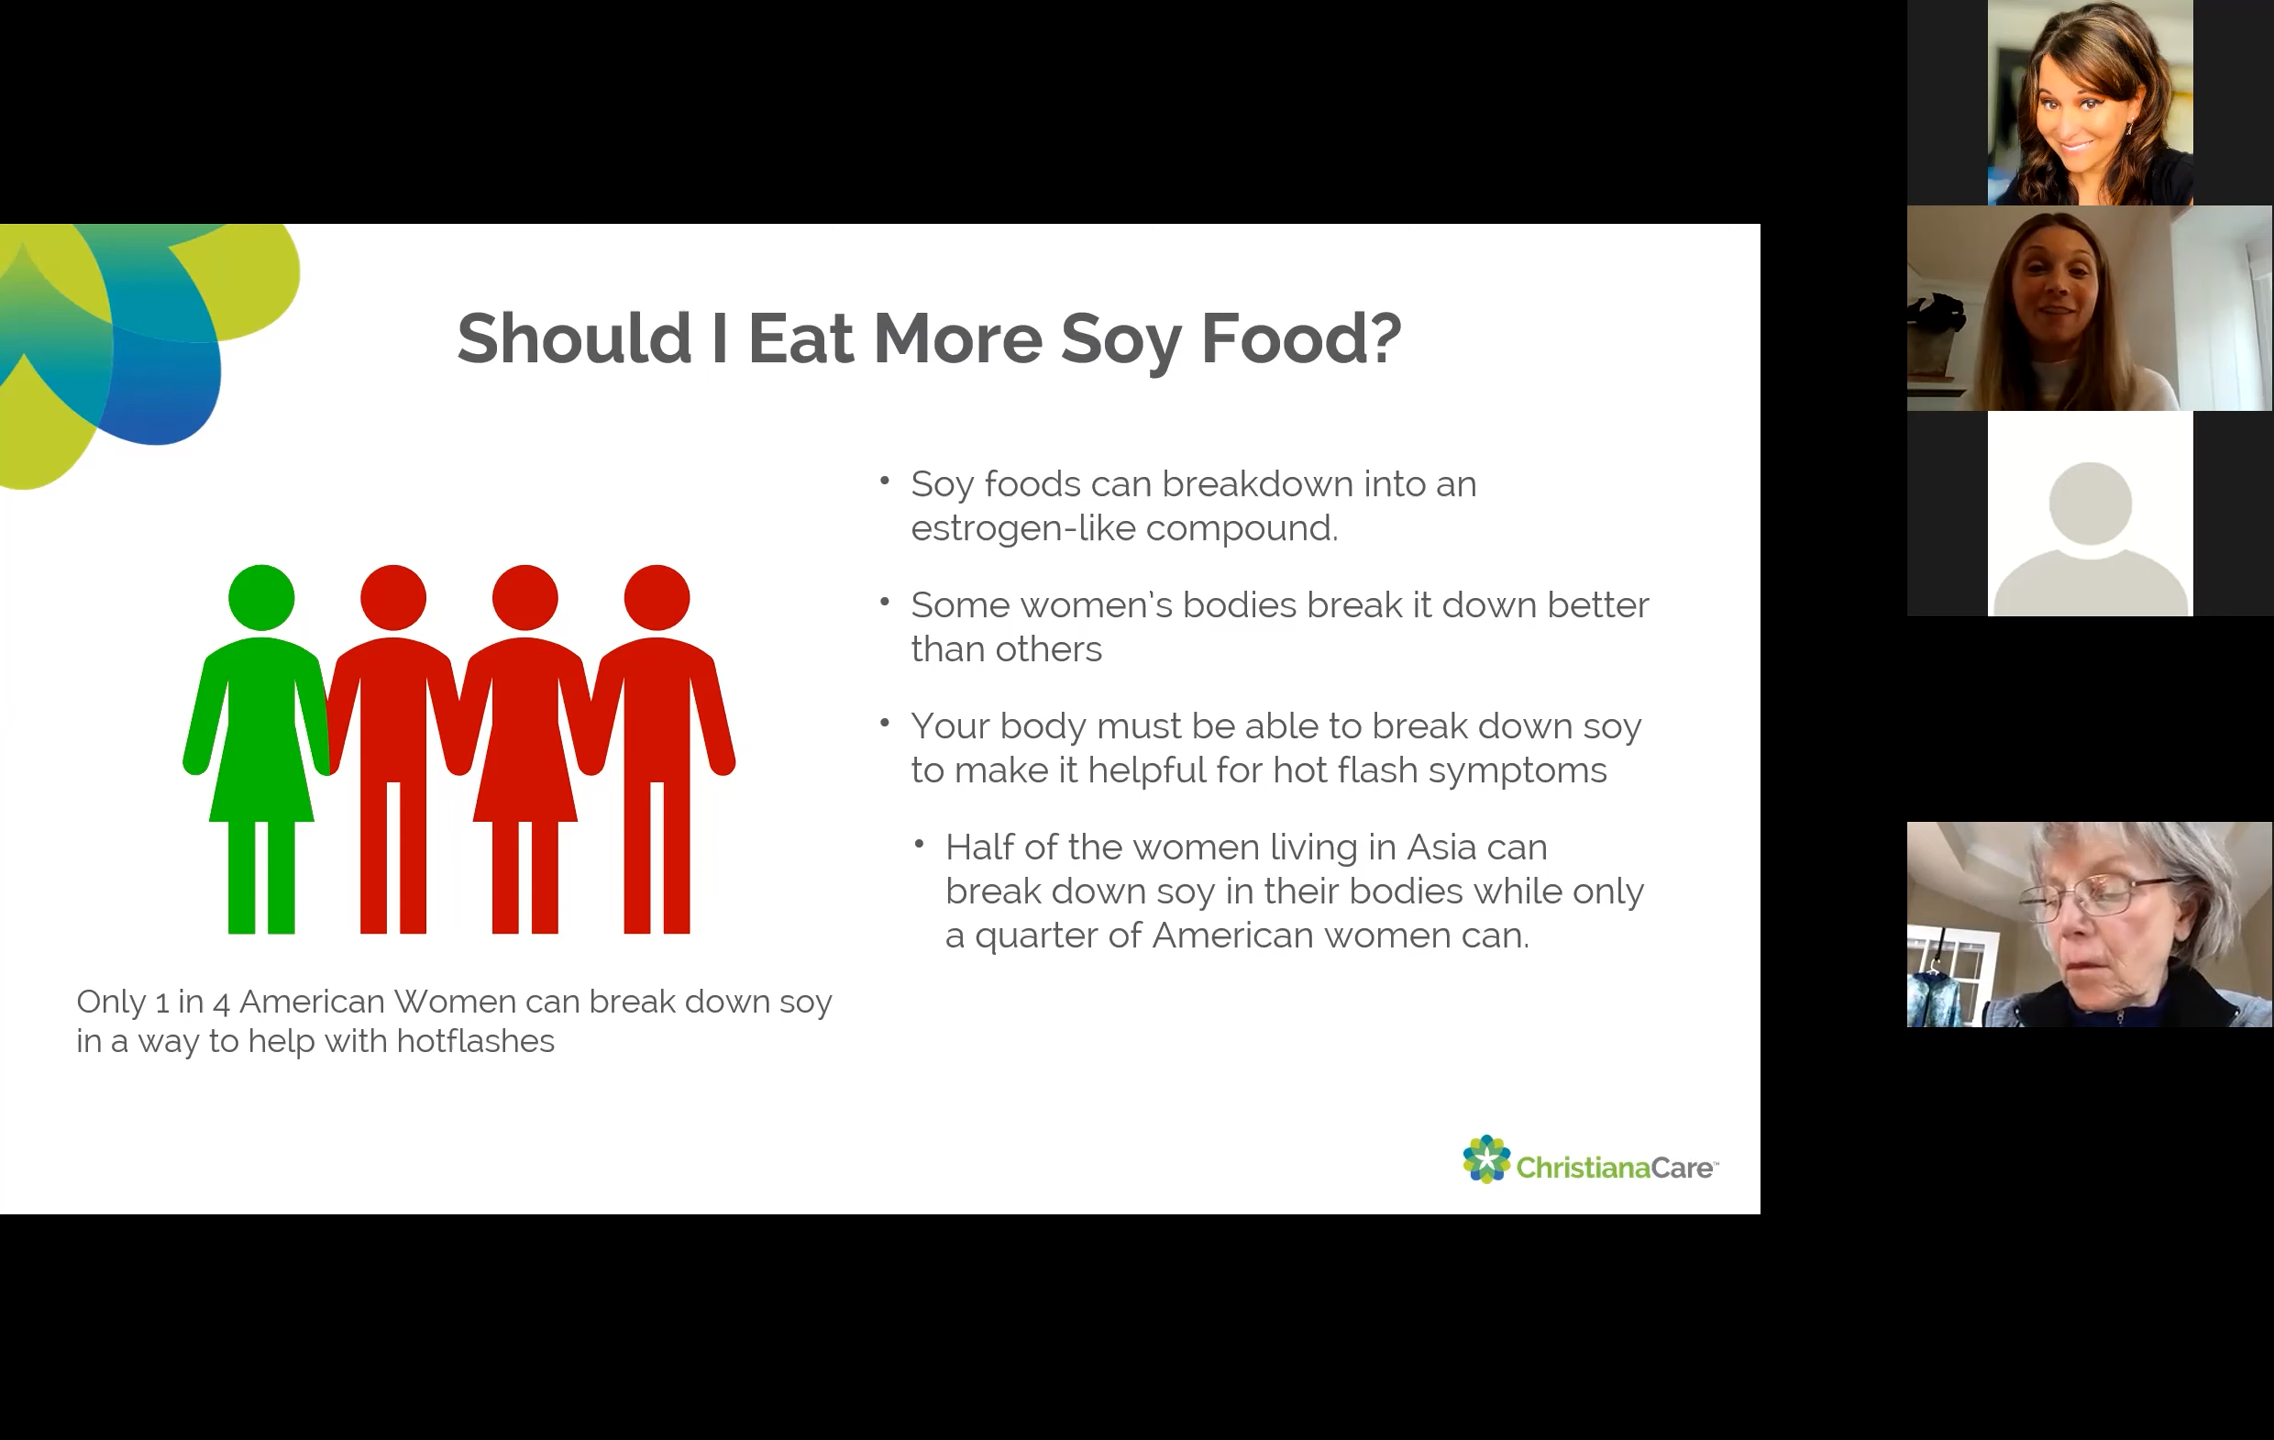 Should I Eat More Soy Food?
• Soy foods can breakdown into an
estrogen-like compound.
• Some women's bodies break it down better
than others
• Your body must be able to break down soy
to make it helpful for hot flash symptoms
• Half of the women living in Asia can
break down soy in their bodies while only
a quarter of American women can.
Only 1 in 4 American Women can break down soy
in a way to help with hotflashes
ChristianaCare™